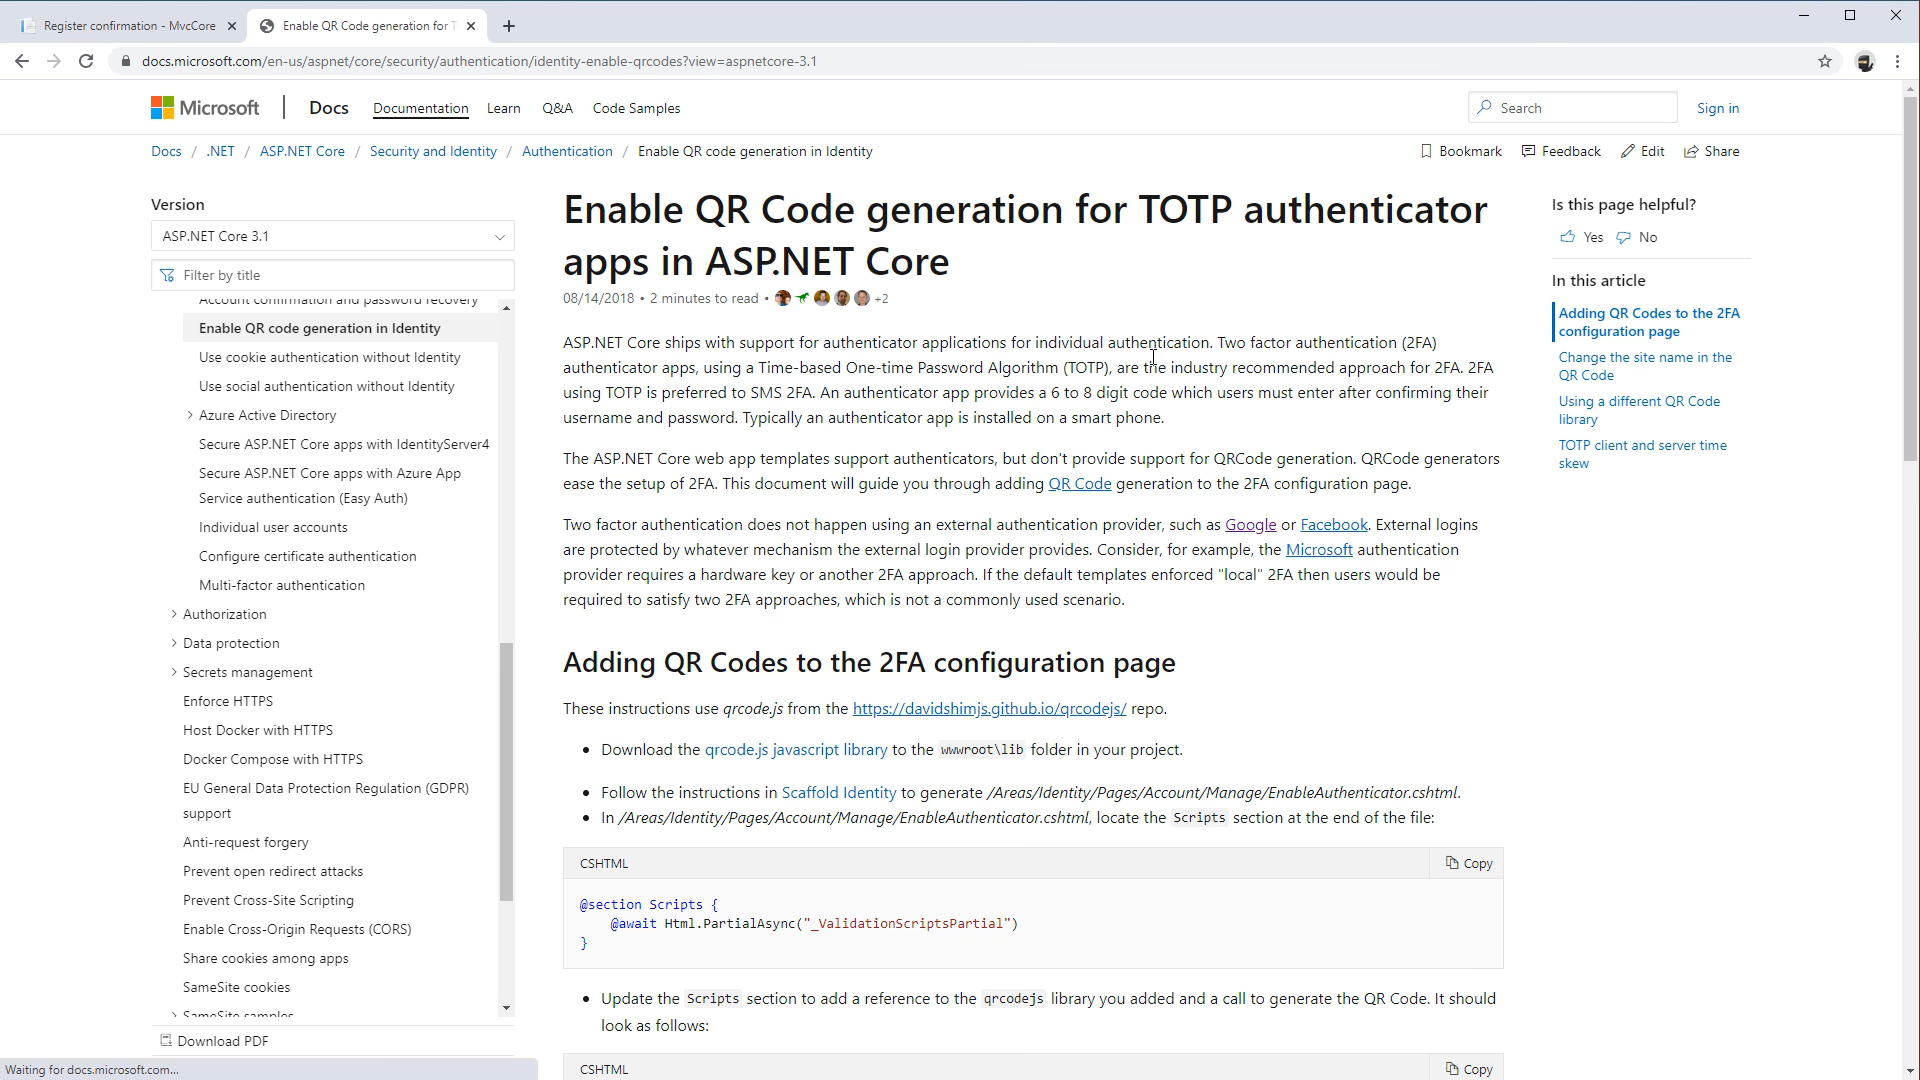 Register confirmation - MvcCore
Enable QR Code generation for T
docs.microsoft.com/en-us/aspnet/core/security/authentication/identity-enable-qrcodes?view=aspnetcore-3.1
Microsoft
Docs
Documentation
Learn
Q&A
Code Samples
Search
Sign in
Docs / .NET / ASP.NET Core / Security and Identity / Authentication / Enable QR code generation in Identity
Bookmark
Feedback
Edit
Share
Version
ASP.NET Core 3.1
Filter by title
Account confirmation and password recovery
Enable QR code generation in Identity
Use cookie authentication without Identity
Use social authentication without Identity
Azure Active Directory
Secure ASP.NET Core apps with IdentityServer4
Secure ASP.NET Core apps with Azure App
Service authentication (Easy Auth)
Individual user accounts
Configure certificate authentication
Multi-factor authentication
Authorization
Data protection
Secrets management
Enforce HTTPS
Host Docker with HTTPS
Docker Compose with HTTPS
EU General Data Protection Regulation (GDPR)
support
Anti-request forgery
Prevent open redirect attacks
Prevent Cross-Site Scripting
Enable Cross-Origin Requests (CORS)
Share cookies among apps
SameSite cookies
SameSite samples
Download PDF
Waiting for docs.microsoft.com...
Enable QR Code generation for TOTP authenticator
apps in ASP.NET Core
08/14/2018 • 2 minutes to read • +2
ASP.NET Core ships with support for authenticator applications for individual authentication. Two factor authentication (2FA)
authenticator apps, using a Time-based One-time Password Algorithm (TOTP), are the industry recommended approach for 2FA. 2FA
using TOTP is preferred to SMS 2FA. An authenticator app provides a 6 to 8 digit code which users must enter after confirming their
username and password. Typically an authenticator app is installed on a smart phone.
The ASP.NET Core web app templates support authenticators, but don't provide support for QRCode generation. QRCode generators
ease the setup of 2FA. This document will guide you through adding QR Code generation to the 2FA configuration page.
Two factor authentication does not happen using an external authentication provider, such as Google or Facebook. External logins
are protected by whatever mechanism the external login provider provides. Consider, for example, the Microsoft authentication
provider requires a hardware key or another 2FA approach. If the default templates enforced "local" 2FA then users would be
required to satisfy two 2FA approaches, which is not a commonly used scenario.
Adding QR Codes to the 2FA configuration page
These instructions use qrcode.js from the https://davidshimjs.github.io/qrcodejs/ repo.
• Download the qrcode.js javascript library to the wwwroot\lib folder in your project.
• Follow the instructions in Scaffold Identity to generate /Areas/Identity/Pages/Account/Manage/EnableAuthenticator.cshtml.
• In /Areas/Identity/Pages/Account/Manage/EnableAuthenticator.cshtml, locate the Scripts section at the end of the file:
CSHTML
Copy
@section Scripts {
@await Html.PartialAsync("_ValidationScriptsPartial")
}
• Update the Scripts section to add a reference to the qrcodejs library you added and a call to generate the QR Code. It should
look as follows:
CSHTML
Copy
Is this page helpful?
Yes
No
In this article
Adding QR Codes to the 2FA
configuration page
Change the site name in the
QR Code
Using a different QR Code
library
TOTP client and server time
skew